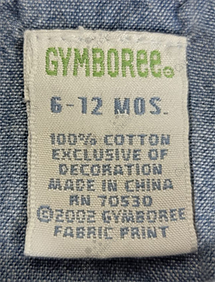 GYMBOREE®
6-12 MOS.
100% COTTON
EXCLUSIVE OF
DECORATION
MADE IN CHINA
RN 70530
©2002 GYMBOREE
FABRIC PRINT